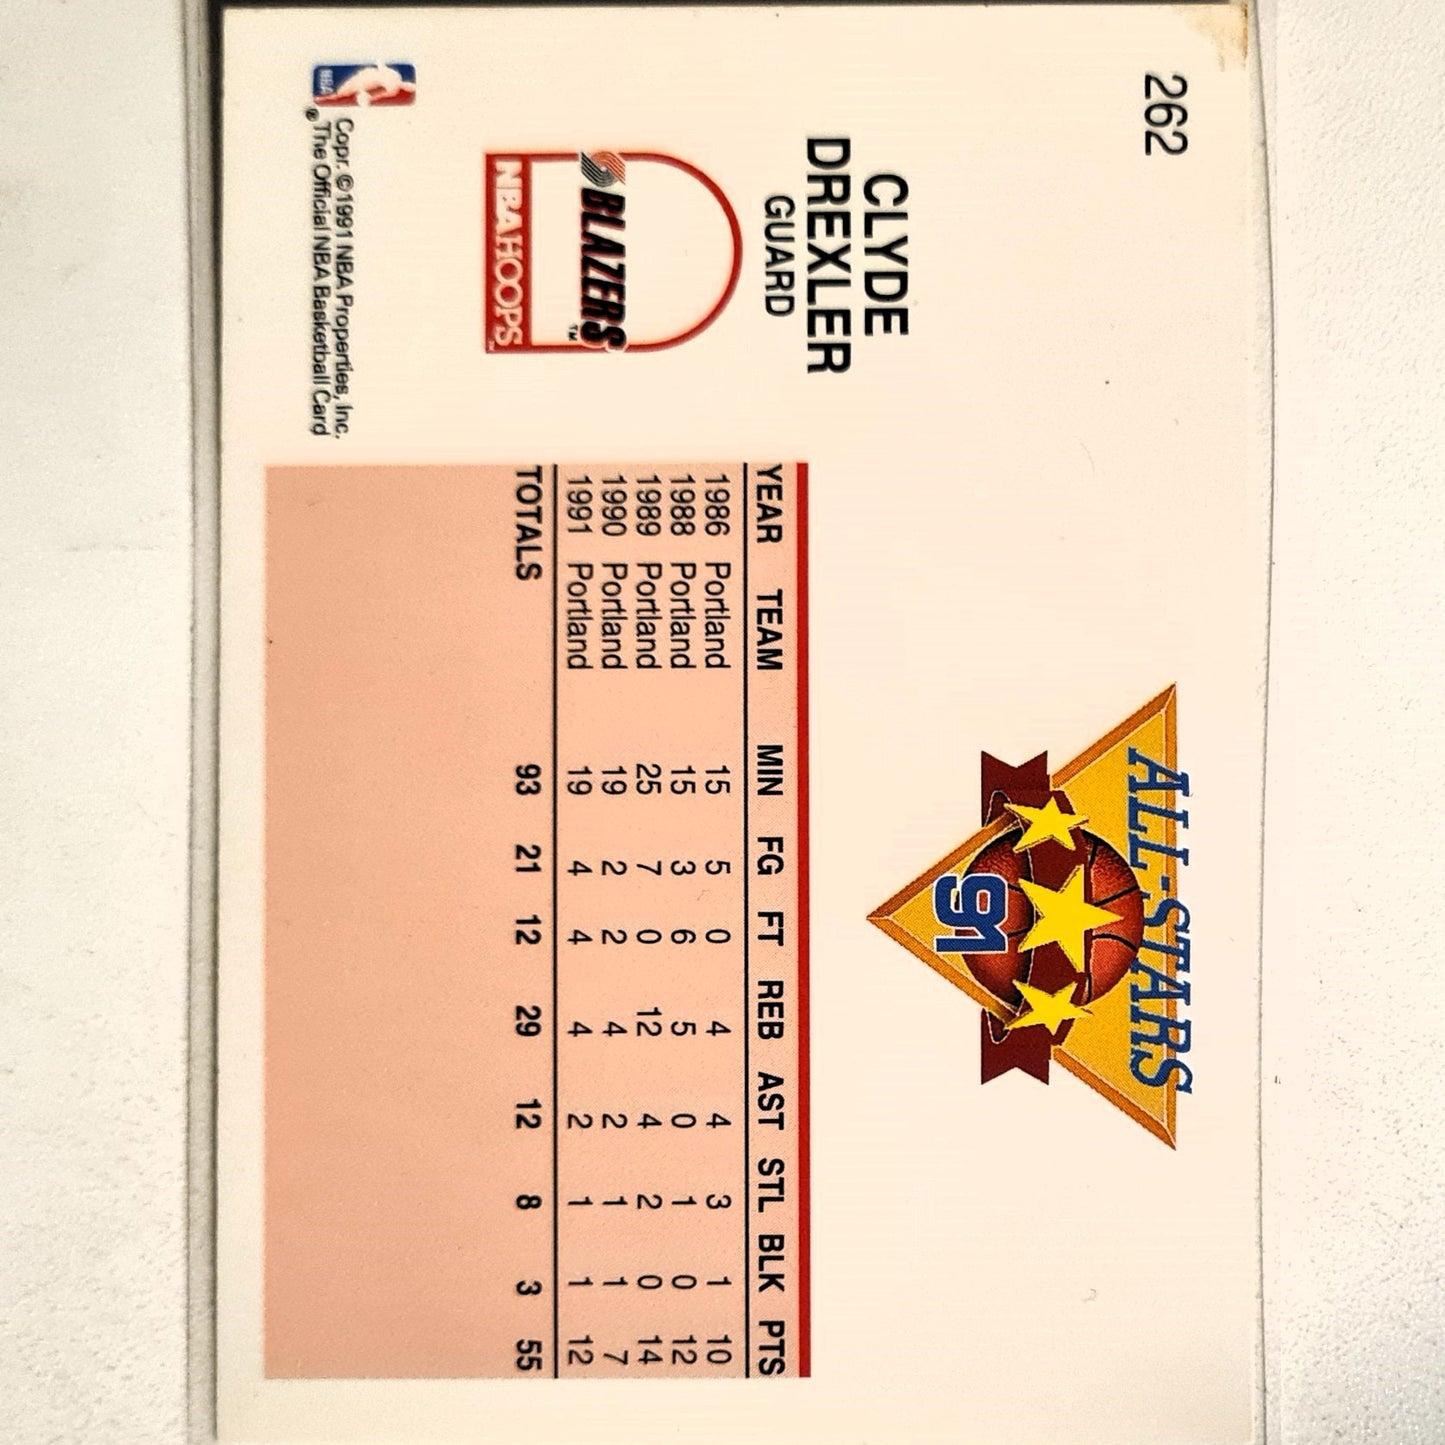 262
ALL-STARS
91
CLYDE
DREXLER
GUARD
BLAZERS™
NBA HOOPS™
YEAR TEAM MIN FG FT REB AST STL BLK PTS
1986 Portland 15 5 0 4 4 3 1 10
1988 Portland 15 3 6 5 0 1 0 12
1989 Portland 25 7 0 12 4 2 0 14
1990 Portland 19 2 2 4 2 1 1 7
1991 Portland 19 4 4 4 2 1 1 12
TOTALS 93 21 12 29 12 8 3 55
NBA®
Copr. ©1991 NBA Properties, Inc.
The Official NBA Basketball Card